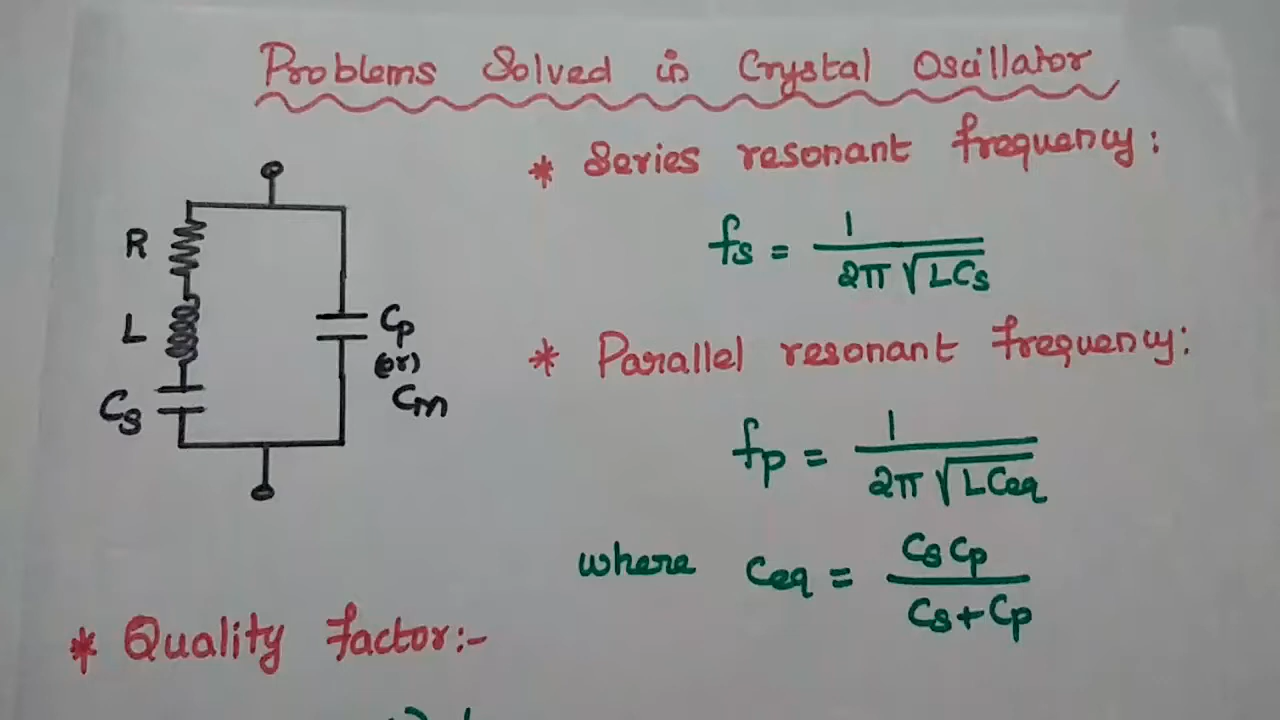 Problems Solved in Crystal Oscillator
* Series resonant frequency:
fs = 1 / 2π √LCs
* Parallel resonant frequency:
fp = 1 / 2π √LCeq
where Ceq = CsCp / Cs+Cp
R
L
Cs
Cp
(or)
Cm
* Quality factor:-